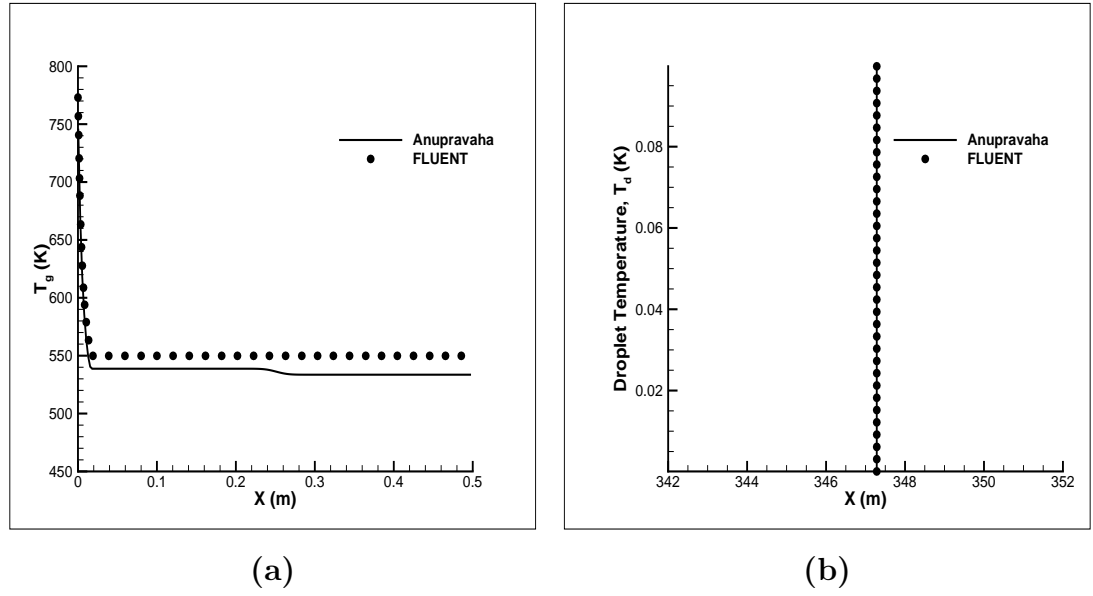 800
750
700
650
600
550
500
450
T_g (K)
0
0.1
0.2
0.3
0.4
0.5
X (m)
Anupravaha
FLUENT
(a)
0.08
0.06
0.04
0.02
Droplet Temperature, T_d (K)
342
344
346
348
350
352
X (m)
Anupravaha
FLUENT
(b)